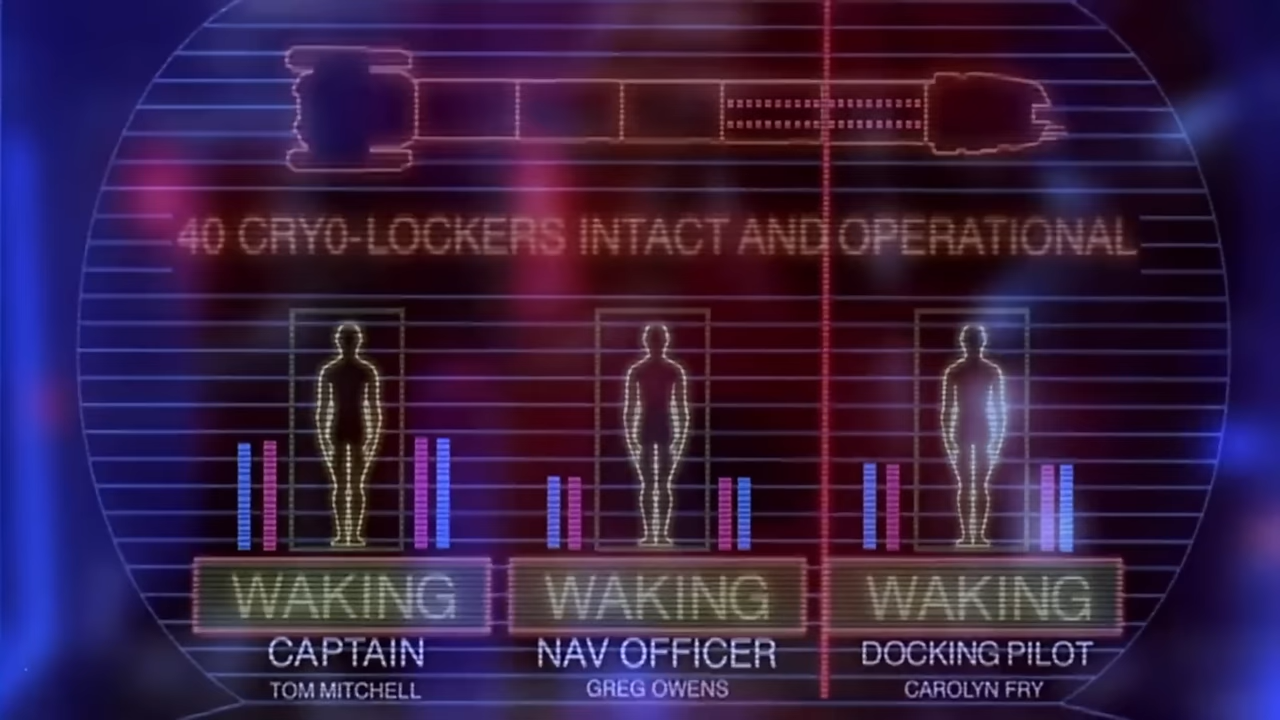 40 CRY0-LOCKERS INTACT AND OPERATIONAL
WAKING WAKING WAKING
CAPTAIN NAV OFFICER DOCKING PILOT
TOM MITCHELL GREG OWENS CAROLYN FRY